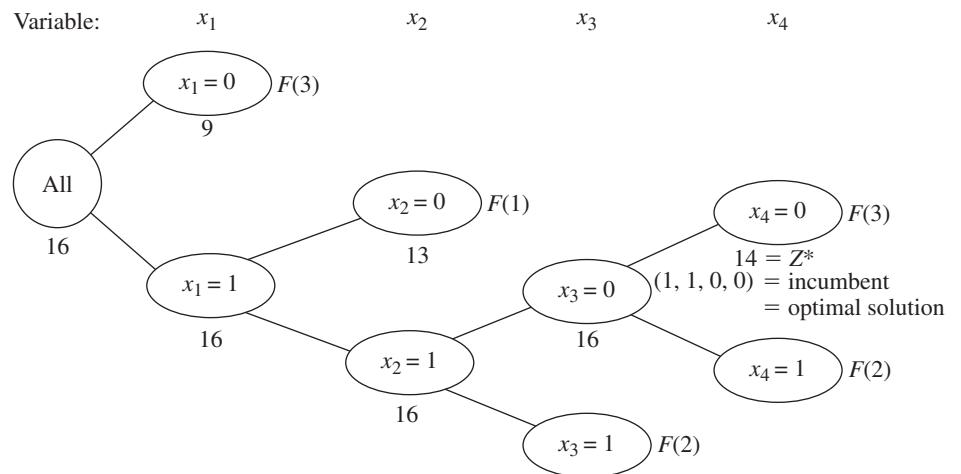 Variable: x1 x2 x3 x4
x1 = 0 F(3)
9
All
16
x2 = 0 F(1)
13
x4 = 0 F(3)
14 = Z*
(1, 1, 0, 0) = incumbent
= optimal solution
x1 = 1
16
x3 = 0
16
x2 = 1
16
x4 = 1 F(2)
x3 = 1 F(2)